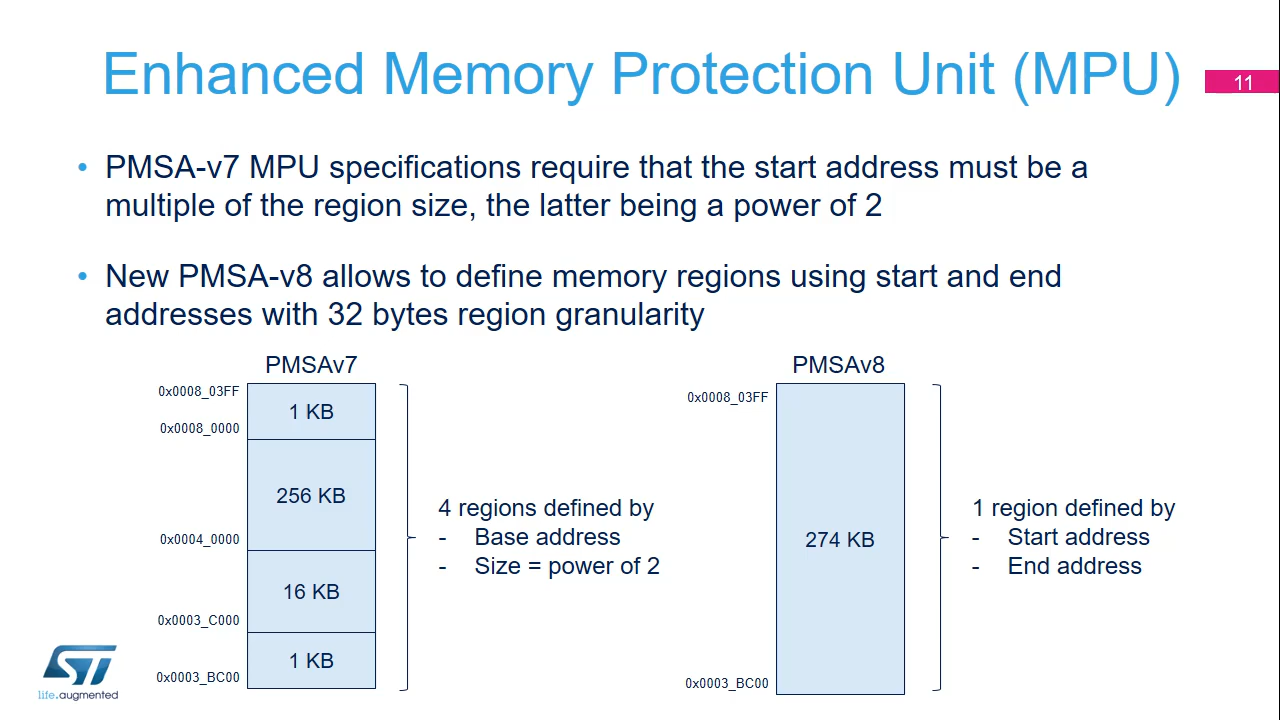 Enhanced Memory Protection Unit (MPU)
11
• PMSA-v7 MPU specifications require that the start address must be a
multiple of the region size, the latter being a power of 2
• New PMSA-v8 allows to define memory regions using start and end
addresses with 32 bytes region granularity
PMSAv7
0x0008_03FF
1 KB
0x0008_0000
256 KB
0x0004_0000
16 KB
0x0003_C000
1 KB
0x0003_BC00
4 regions defined by
- Base address
- Size = power of 2
PMSAv8
0x0008_03FF
274 KB
0x0003_BC00
1 region defined by
- Start address
- End address
ST
life.augmented